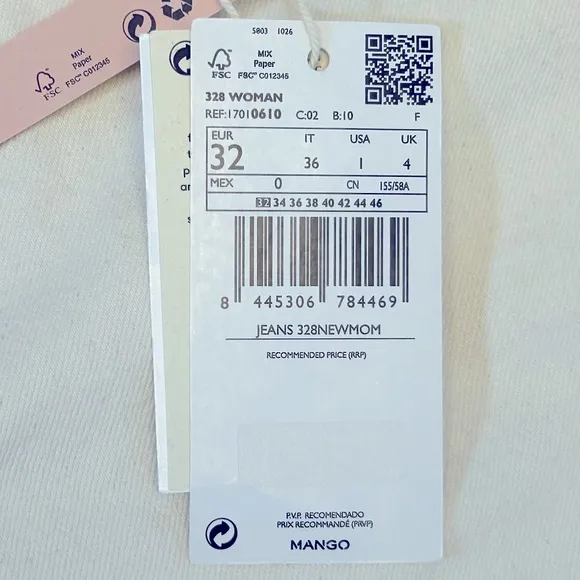 MIX
Paper
FSC™ C012345
FSC
5803 1026
MIX
Paper
FSC™ C012345
FSC
328 WOMAN
REF:17010610 C:02 B:10 F
EUR IT USA UK
32 36 1 4
MEX 0 CN 155/58A
32 34 36 38 40 42 44 46
8 445306 784469
JEANS 328NEWMOM
RECOMMENDED PRICE (RRP)
P.V.P. RECOMENDADO
PRIX RECOMMANDÉ (PRVP)
MANGO